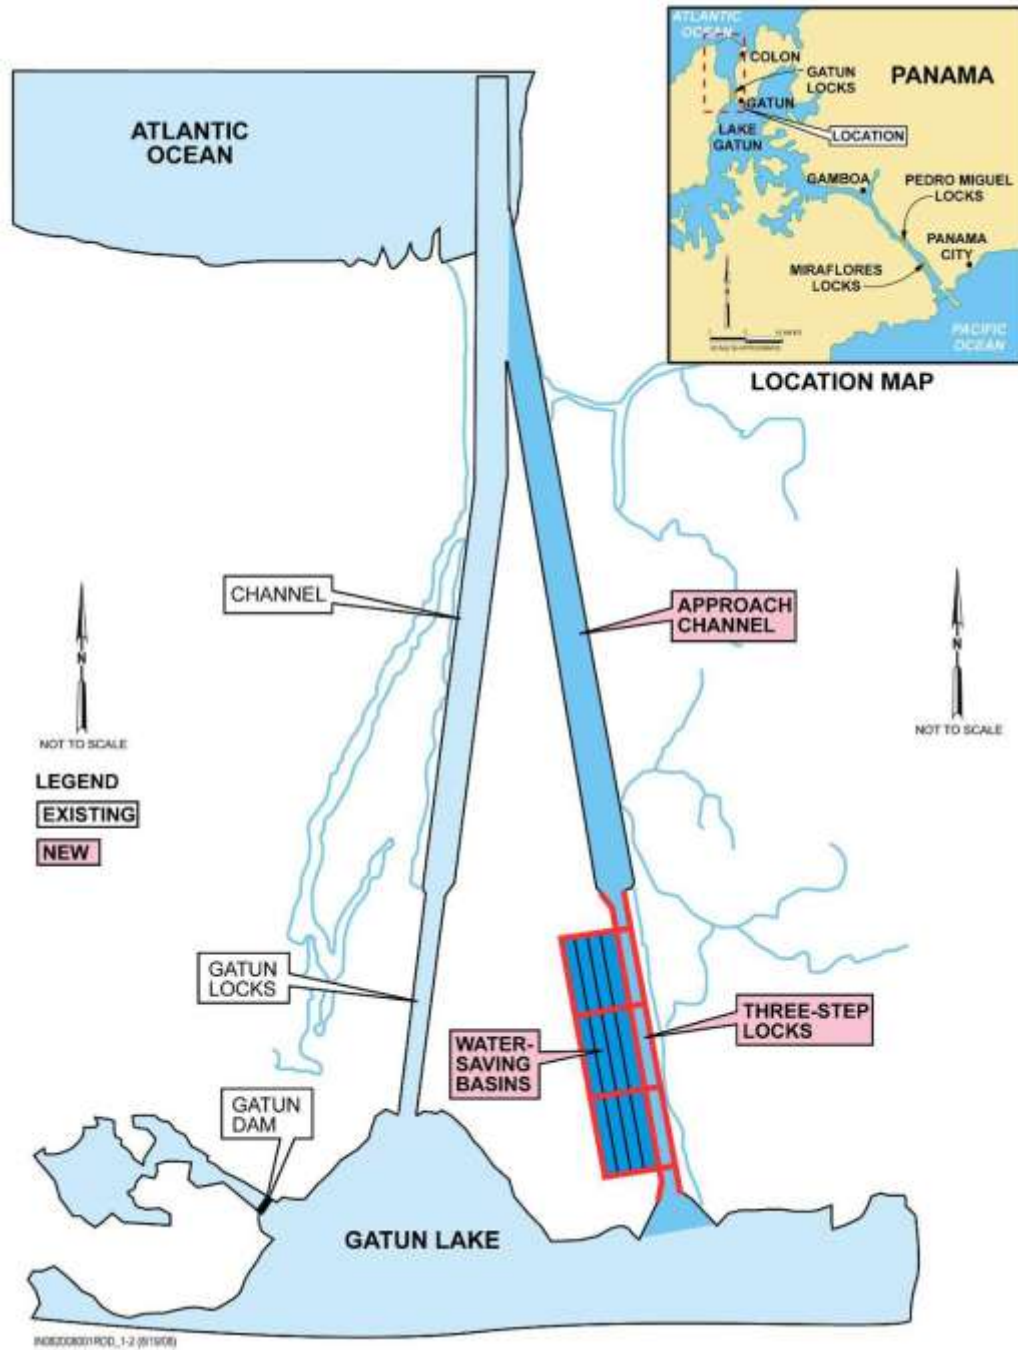 ATLANTIC
OCEAN
ATLANTIC
OCEAN
COLON
GATUN
LOCKS
PANAMA
GATUN
LOCATION
LAKE
GATUN
GAMBOA
PEDRO MIGUEL
LOCKS
PANAMA
CITY
MIRAFLORES
LOCKS
N
PACIFIC
OCEAN
LOCATION MAP
CHANNEL
APPROACH
CHANNEL
N
NOT TO SCALE
N
NOT TO SCALE
LEGEND
EXISTING
NEW
GATUN
LOCKS
WATER-
SAVING
BASINS
THREE-STEP
LOCKS
GATUN
DAM
GATUN LAKE